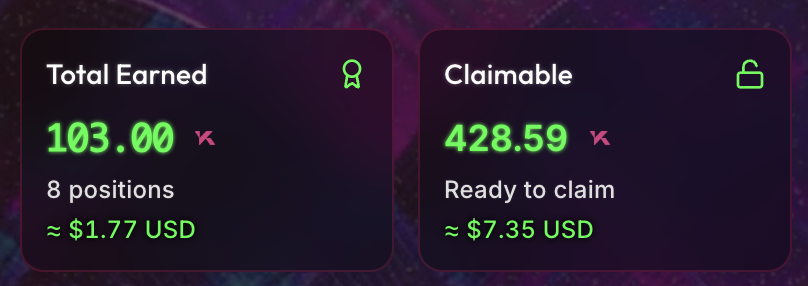 Total Earned
103.00
8 positions
≈ $1.77 USD
Claimable
428.59
Ready to claim
≈ $7.35 USD